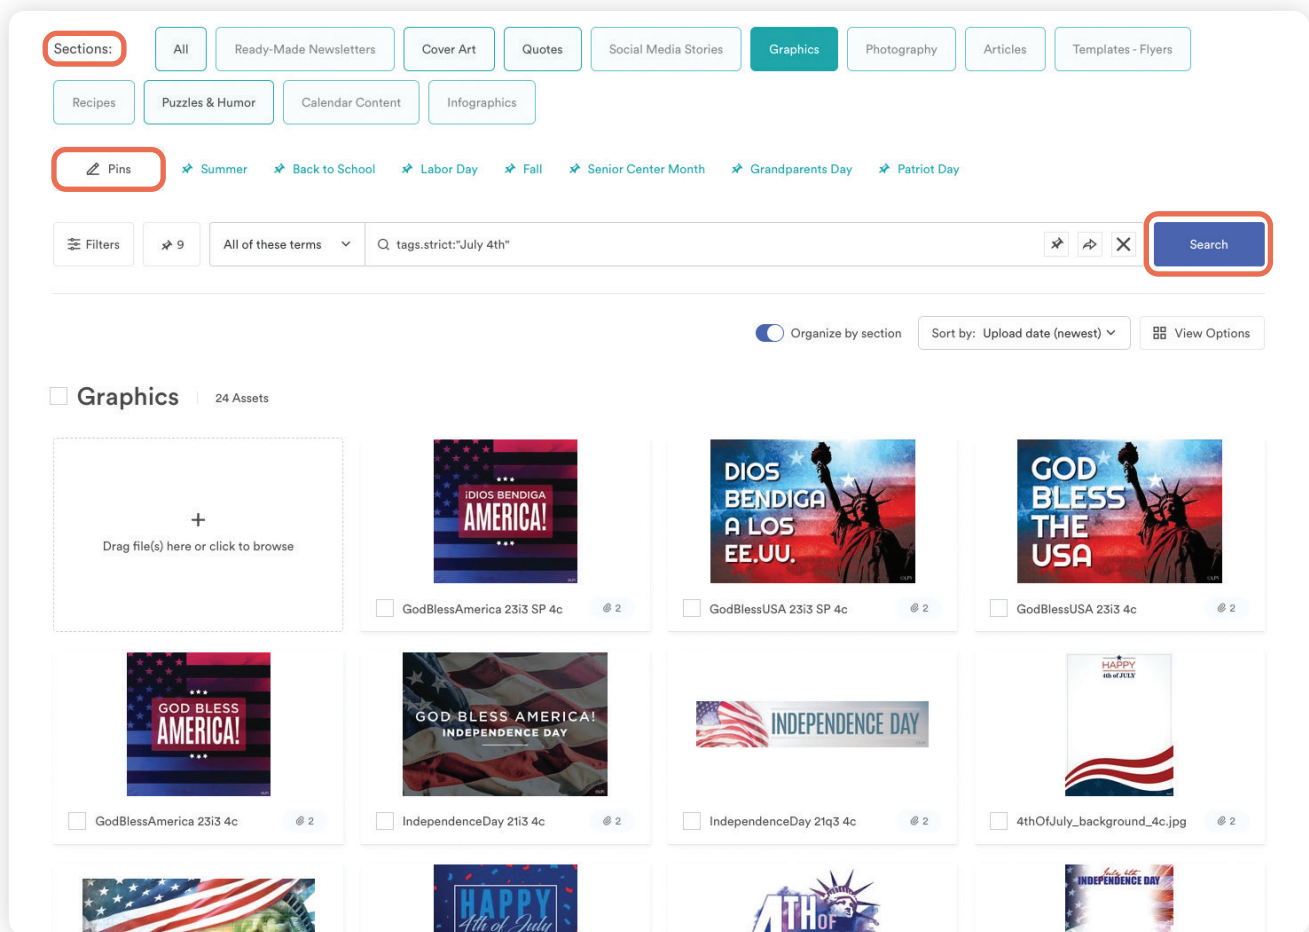 Sections:
All
Ready-Made Newsletters
Cover Art
Quotes
Social Media Stories
Graphics
Photography
Articles
Templates - Flyers
Recipes
Puzzles & Humor
Calendar Content
Infographics
Pins
Summer
Back to School
Labor Day
Fall
Senior Center Month
Grandparents Day
Patriot Day
Filters
9
All of these terms
tags.strict:"July 4th"
Search
Organize by section
Sort by: Upload date (newest)
View Options
Graphics
24 Assets
+
Drag file(s) here or click to browse
¡DIOS BENDIGA
AMERICA!
GodBlessAmerica 23i3 SP 4c
2
DIOS
BENDIGA
A LOS
EE.UU.
GodBlessUSA 23i3 SP 4c
2
GOD
BLESS
THE
USA
GodBlessUSA 23i3 4c
2
GOD BLESS
AMERICA!
GodBlessAmerica 23i3 4c
2
GOD BLESS AMERICA!
INDEPENDENCE DAY
IndependenceDay 21i3 4c
2
INDEPENDENCE DAY
IndependenceDay 21q3 4c
2
HAPPY
4th of JULY
4thOfJuly_background_4c.jpg
2
HAPPY
4th of July
4TH OF
July 4th
INDEPENDENCE DAY